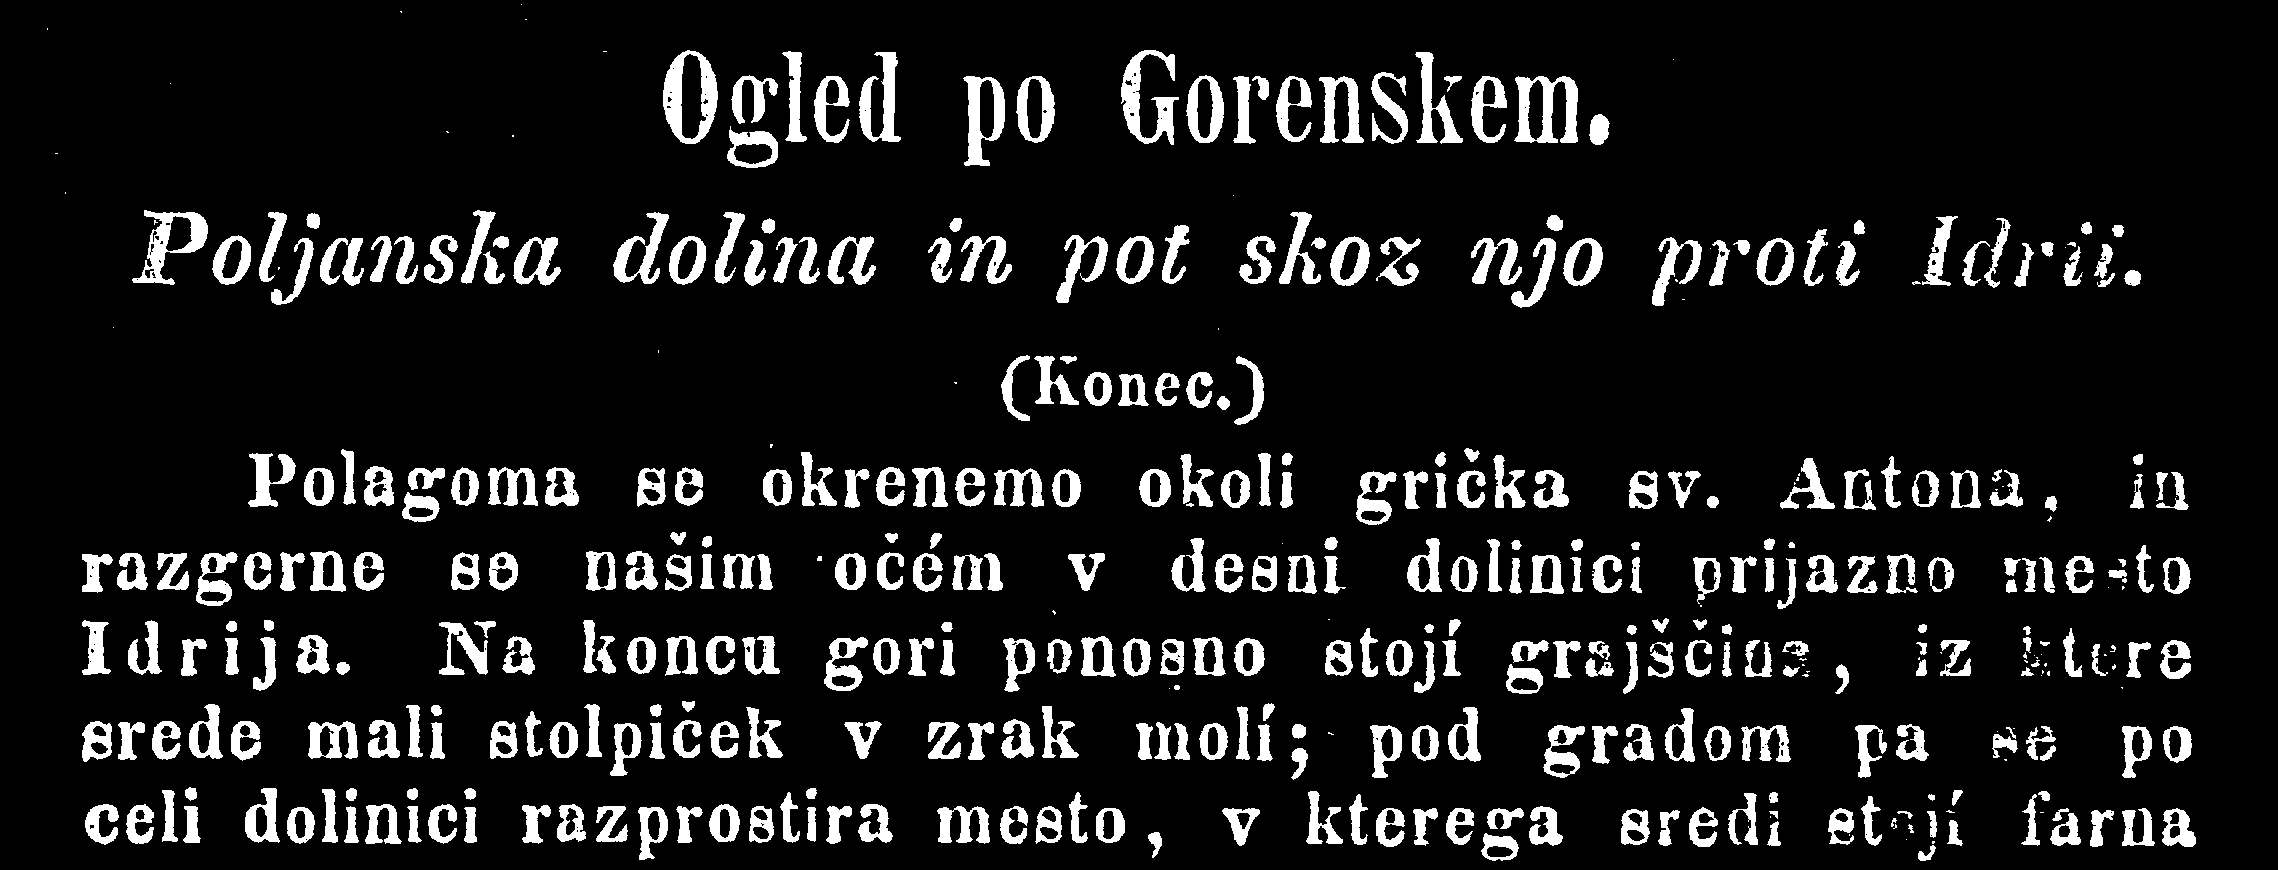 Ogled po Gorenskem.
Poljanska dolina in pot skoz njo proti Idrii.
(Konec.)
Polagoma se okrenemo okoli grička sv. Antona, in
razgerne se našim očém v desni dolinici prijazno mesto
Idrija. Na koncu gori ponosno stojí grajščina, iz ktere
srede mali stolpiček v zrak molí; pod gradom pa se po
celi dolinici razprostira mesto, v kterega sredi stojí farna